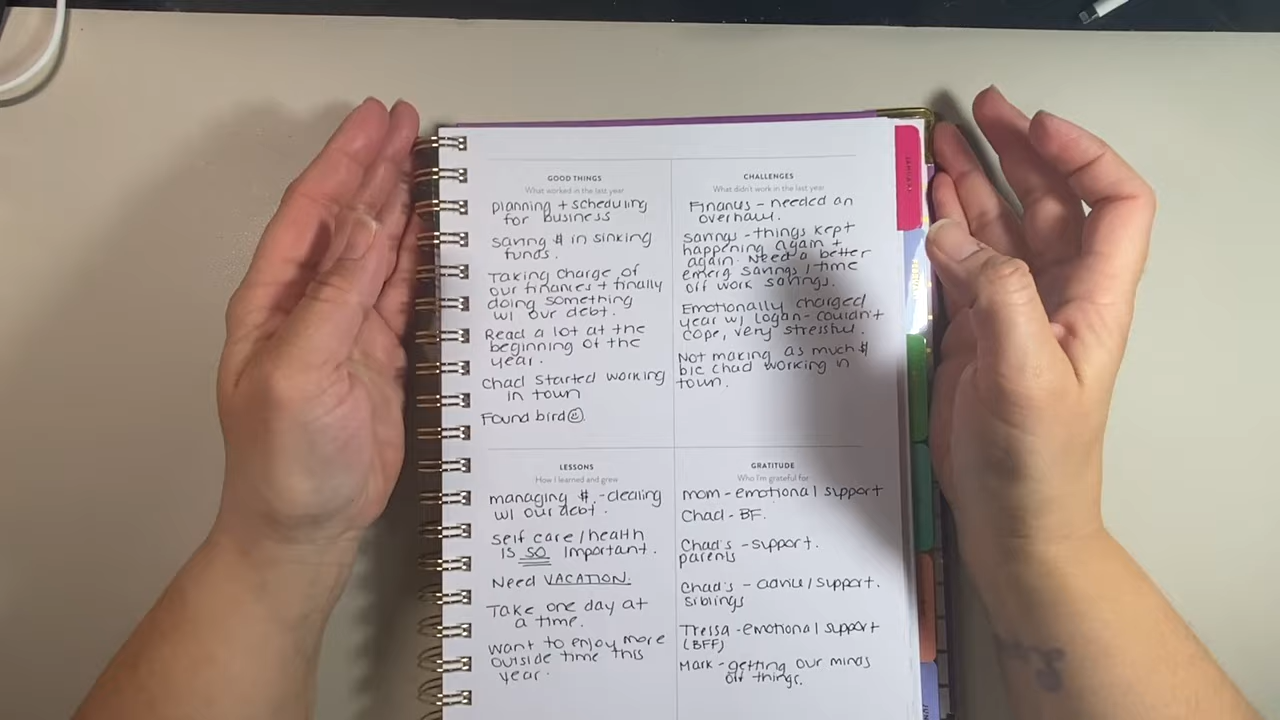 GOOD THINGS
What worked in the last year
planning + scheduling
for business
saving $ in sinking
funds.
Taking charge of
our finances + finally
doing something
w/ our debt.
Read a lot at the
beginning of the
year.
Chad started working
in town
Found bird☺.
CHALLENGES
What didn't work in the last year
Finances - needed an
overhaul.
Savings - things kept
happening again +
again. Need a better
emerg savings / time
off work savings.
Emotionally charged
year w/ Logan - couldn't
cope, very stressful.
Not making as much $
b/c Chad working in
town.
LESSONS
How I learned and grew
managing $ - dealing
w/ our debt.
self care / health
is SO important.
Need VACATION.
Take one day at
a time.
want to enjoy more
outside time this
year.
GRATITUDE
Who I'm grateful for
mom - emotional support
Chad - BF.
Chad's - support.
parents
Chad's - advice / support.
siblings
Tressa - emotional support
(BFF)
Mark - getting our minds
off things.